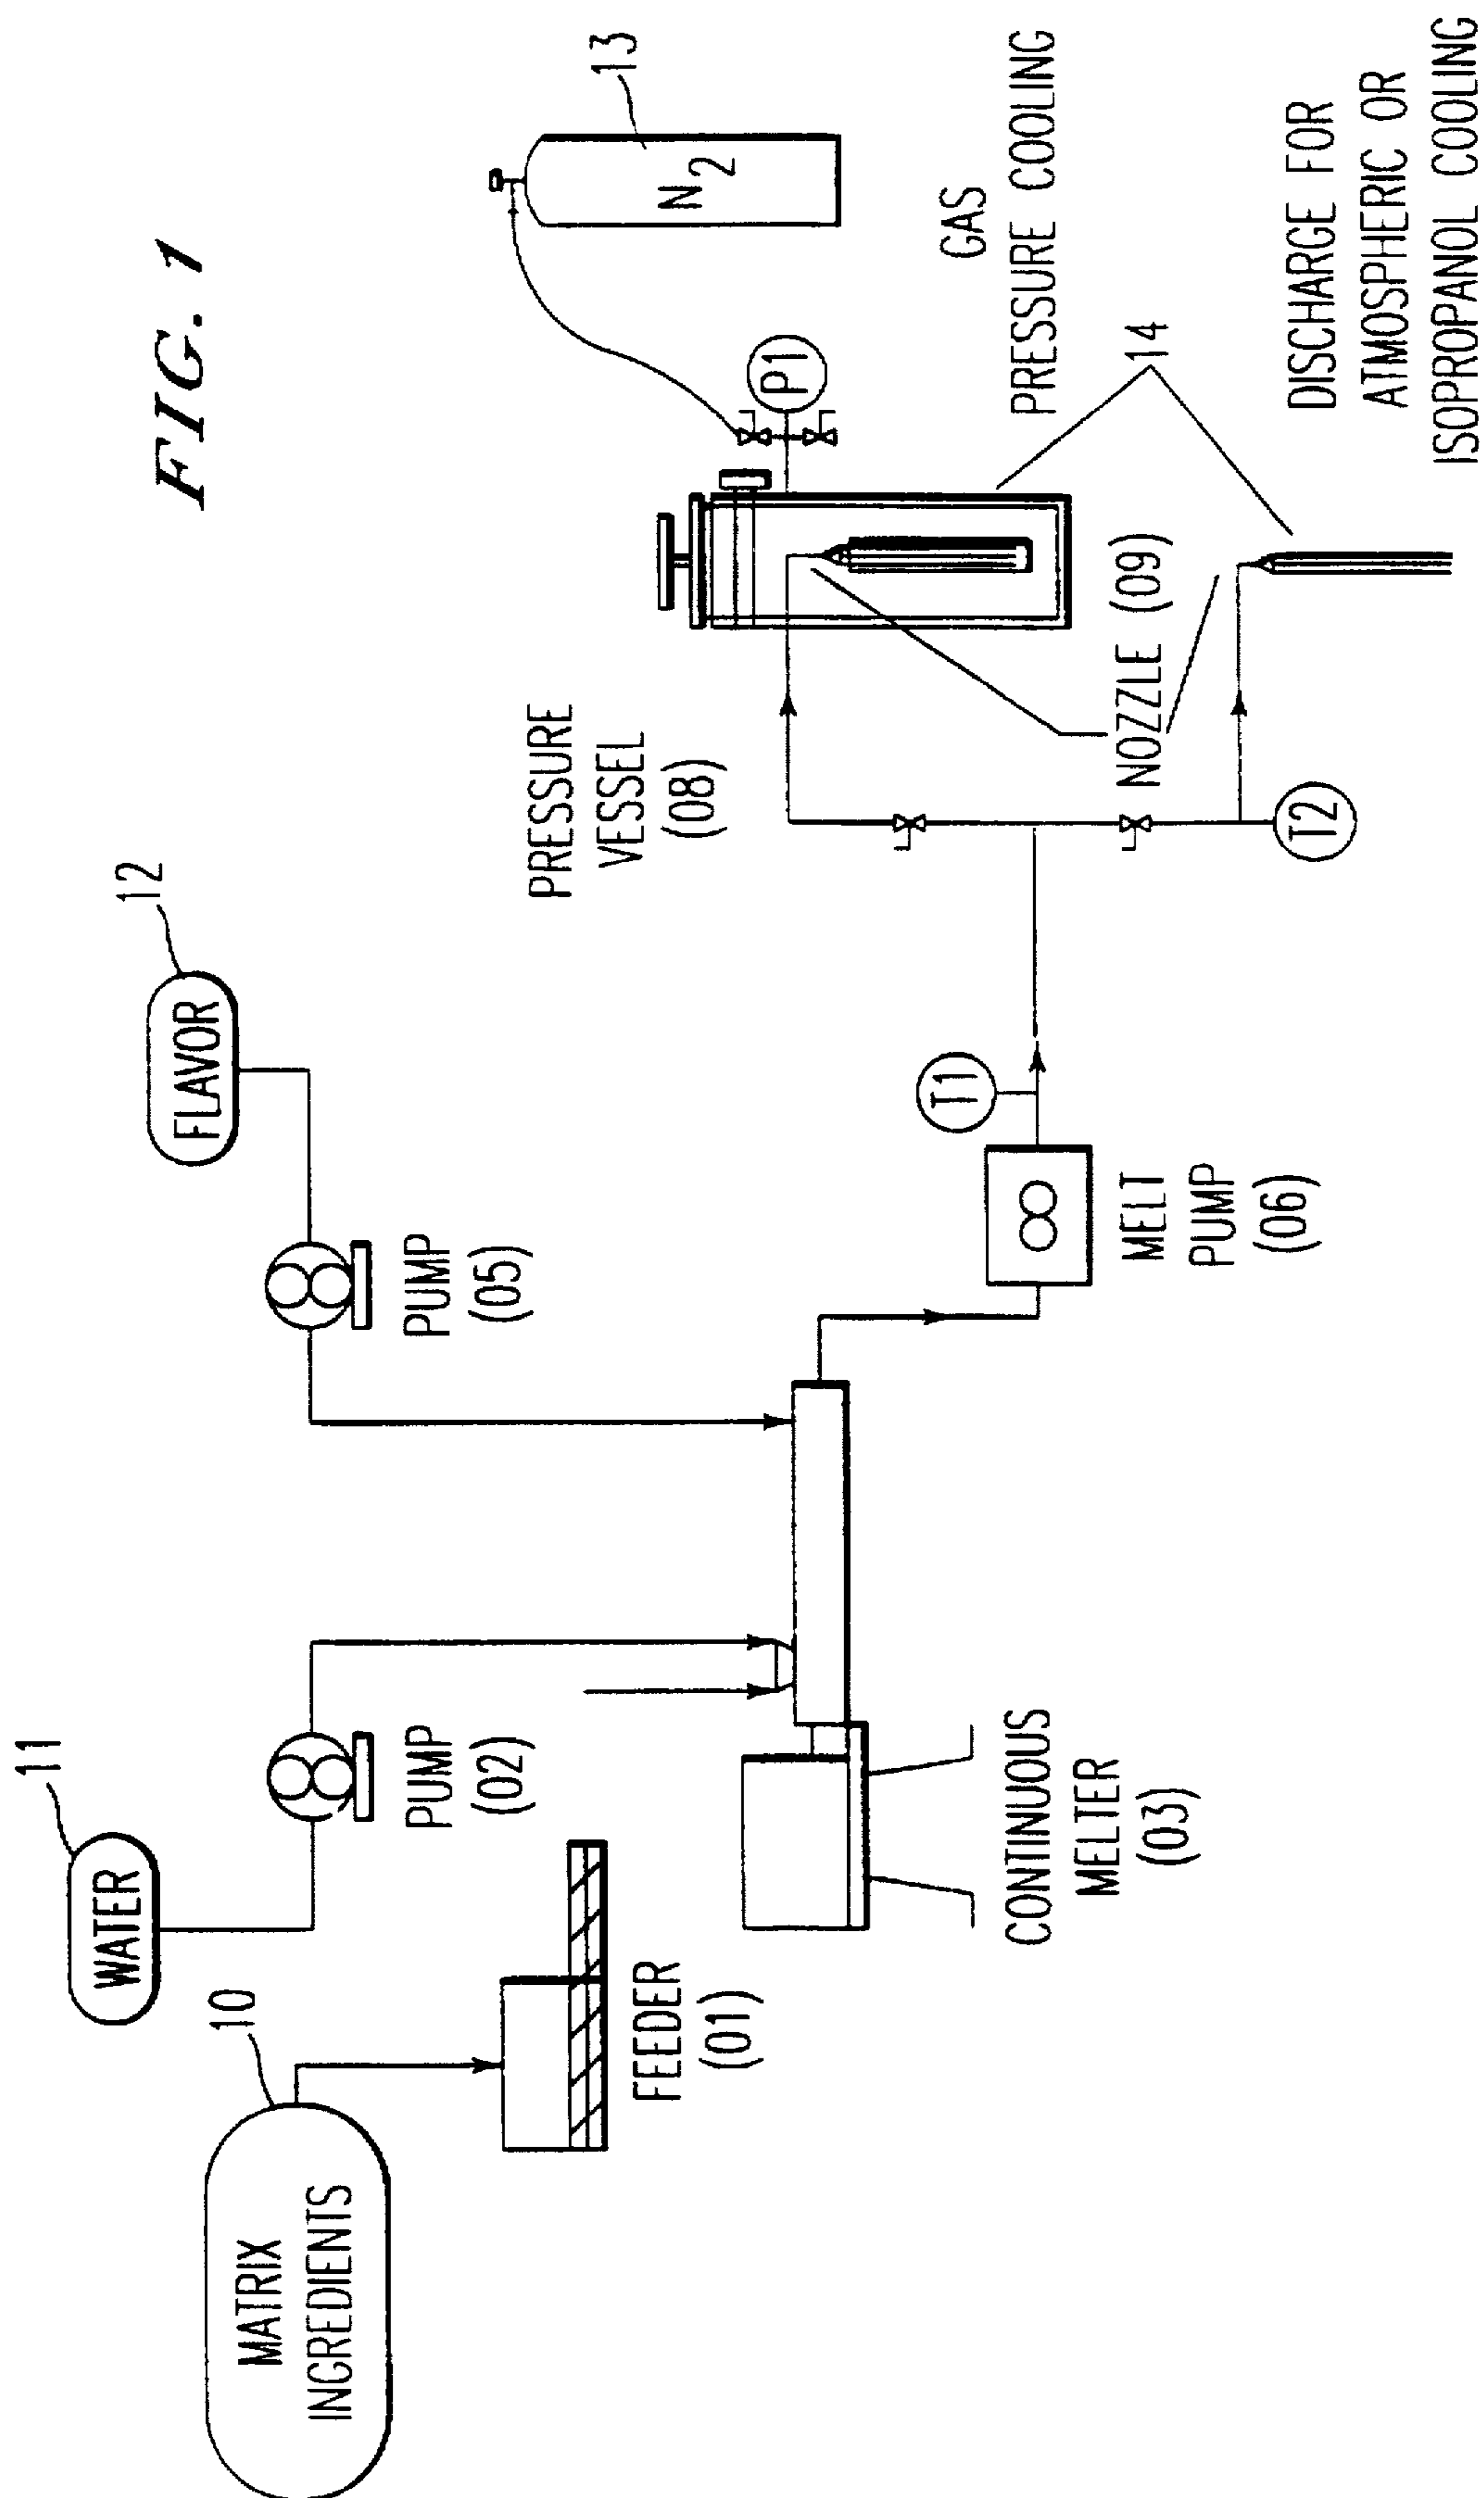 FIG. 1
MATRIX
INGREDIENTS
10
WATER
11
FLAVOR
12
13
N2
FEEDER
(01)
PUMP
(02)
PUMP
(05)
CONTINUOUS
MELTER
(03)
MELT
PUMP
(06)
T1
PRESSURE
VESSEL
(08)
P1
GAS
PRESSURE COOLING
14
NOZZLE (09)
T2
DISCHARGE FOR
ATMOSPHERIC OR
ISOPROPANOL COOLING